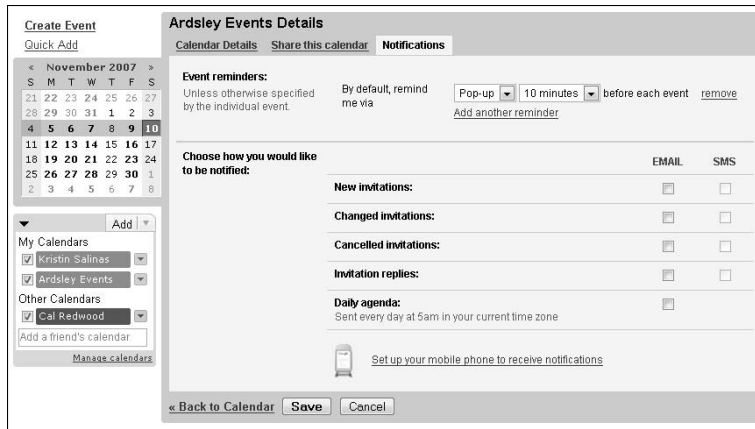 Create Event
Quick Add
« November 2007 »
S M T W T F S
21 22 23 24 25 26 27
28 29 30 31 1 2 3
4 5 6 7 8 9 10
11 12 13 14 15 16 17
18 19 20 21 22 23 24
25 26 27 28 29 30 1
2 3 4 5 6 7 8
Add
My Calendars
Kristin Salinas
Ardsley Events
Other Calendars
Cal Redwood
Add a friend's calendar
Manage calendars
Ardsley Events Details
Calendar Details Share this calendar Notifications
Event reminders:
Unless otherwise specified
by the individual event.
By default, remind
me via
Pop-up 10 minutes before each event remove
Add another reminder
Choose how you would like
to be notified:
EMAIL SMS
New invitations:
Changed invitations:
Cancelled invitations:
Invitation replies:
Daily agenda:
Sent every day at 5am in your current time zone
Set up your mobile phone to receive notifications
« Back to Calendar Save Cancel